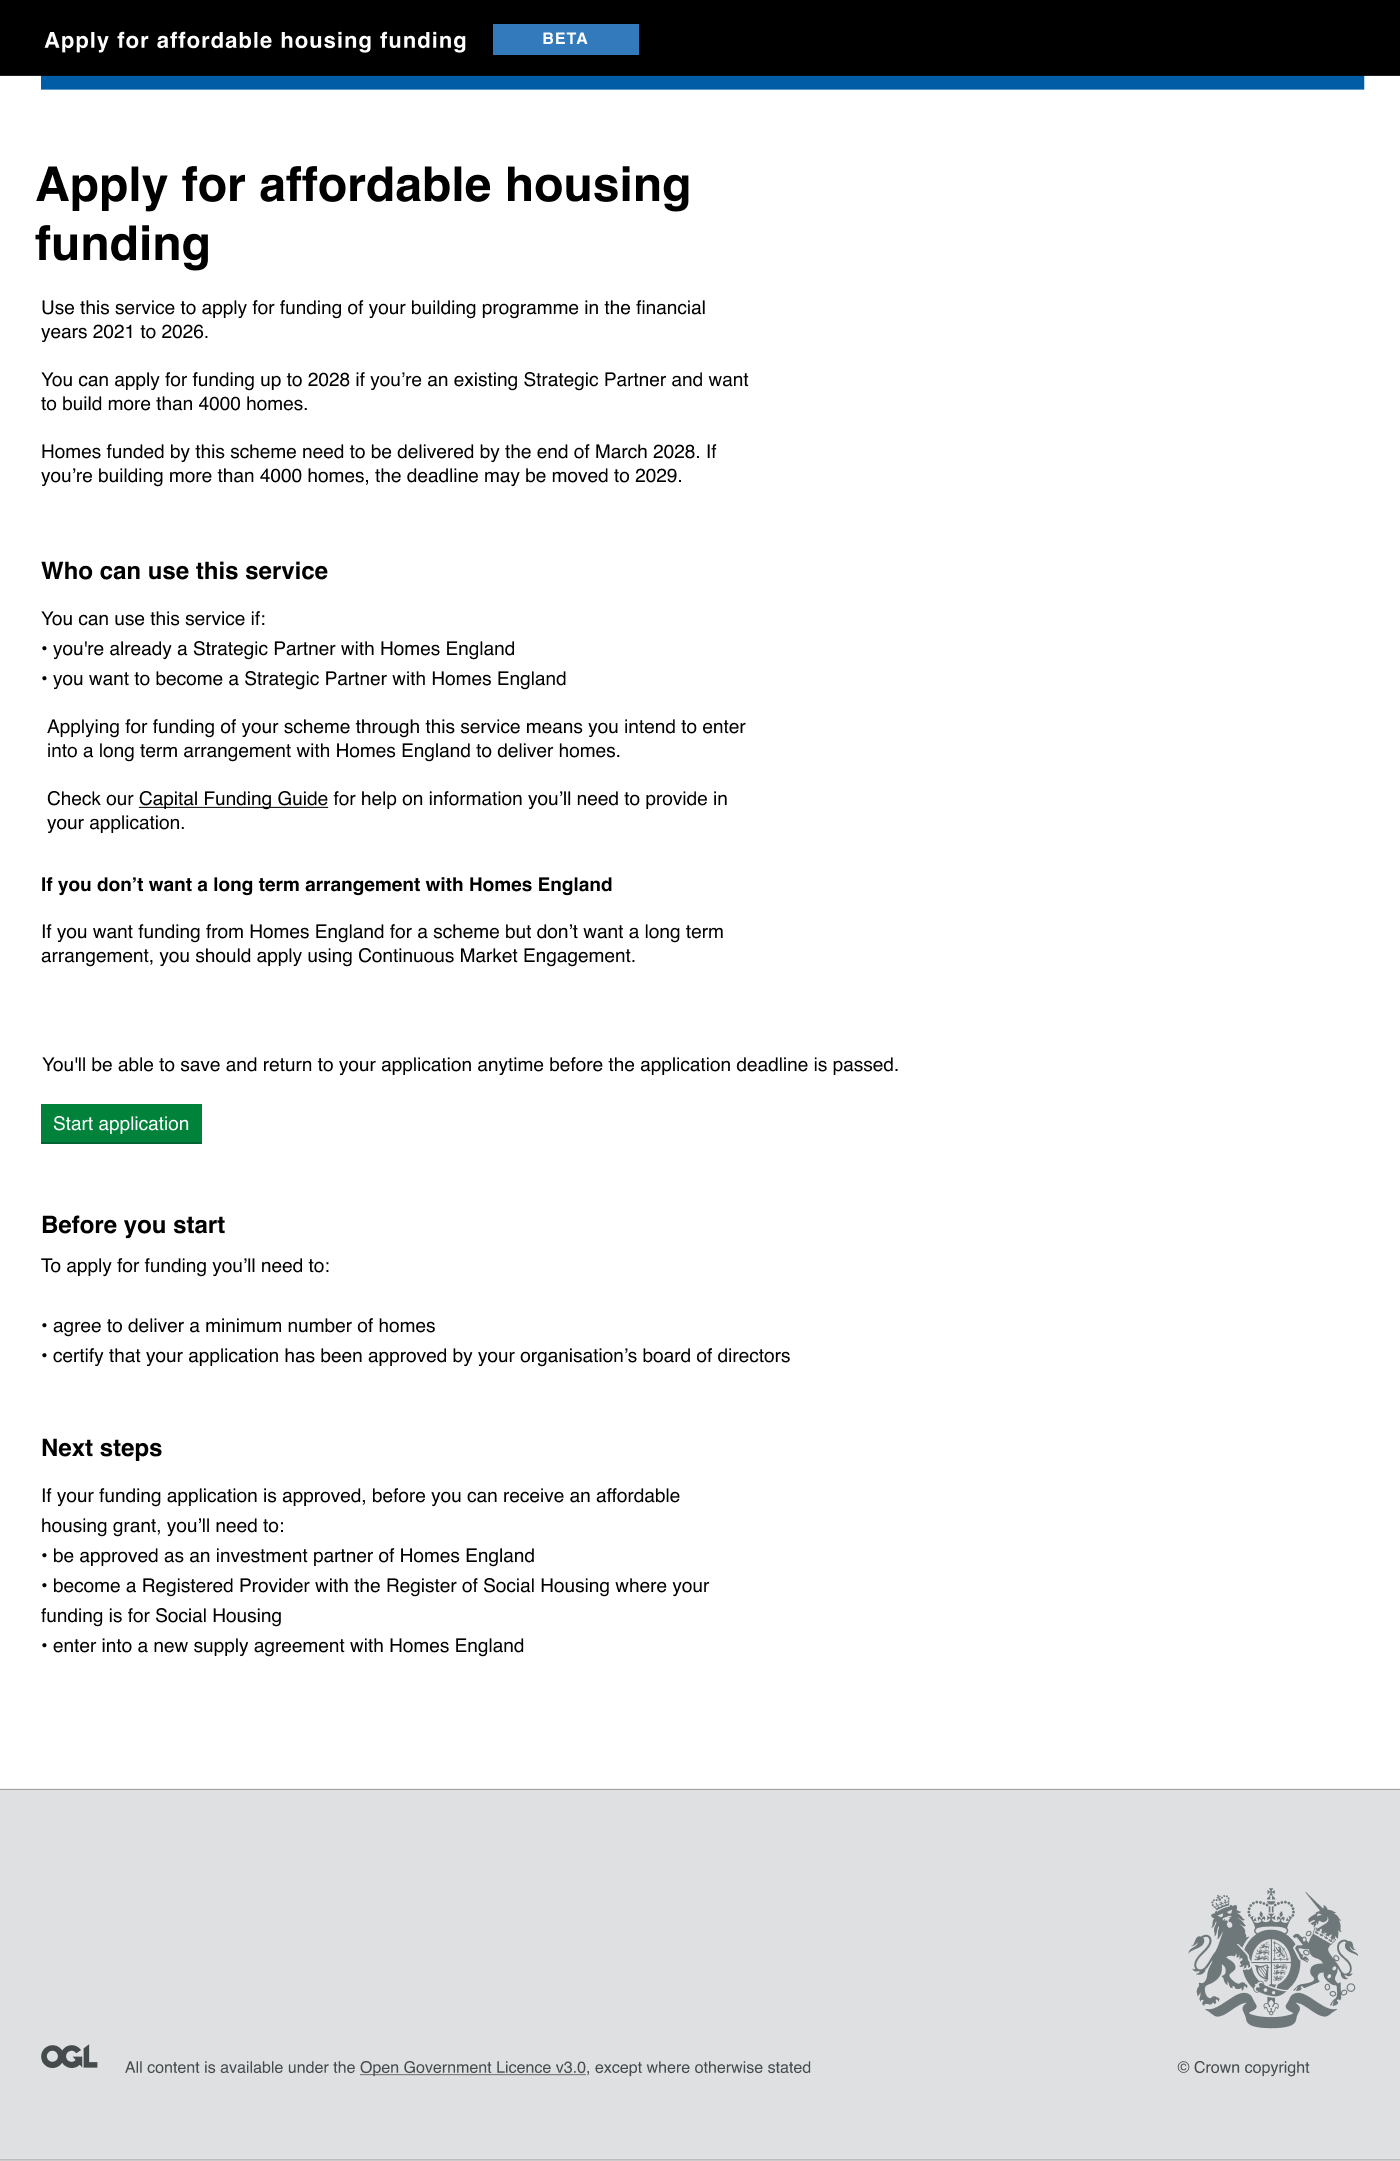 Apply for affordable housing funding BETA
Apply for affordable housing
funding
Use this service to apply for funding of your building programme in the financial
years 2021 to 2026.
You can apply for funding up to 2028 if you’re an existing Strategic Partner and want
to build more than 4000 homes.
Homes funded by this scheme need to be delivered by the end of March 2028. If
you’re building more than 4000 homes, the deadline may be moved to 2029.
Who can use this service
You can use this service if:
• you're already a Strategic Partner with Homes England
• you want to become a Strategic Partner with Homes England
Applying for funding of your scheme through this service means you intend to enter
into a long term arrangement with Homes England to deliver homes.
Check our Capital Funding Guide for help on information you’ll need to provide in
your application.
If you don’t want a long term arrangement with Homes England
If you want funding from Homes England for a scheme but don’t want a long term
arrangement, you should apply using Continuous Market Engagement.
You'll be able to save and return to your application anytime before the application deadline is passed.
Start application
Before you start
To apply for funding you’ll need to:
• agree to deliver a minimum number of homes
• certify that your application has been approved by your organisation’s board of directors
Next steps
If your funding application is approved, before you can receive an affordable
housing grant, you’ll need to:
• be approved as an investment partner of Homes England
• become a Registered Provider with the Register of Social Housing where your
funding is for Social Housing
• enter into a new supply agreement with Homes England
OGL All content is available under the Open Government Licence v3.0, except where otherwise stated
© Crown copyright